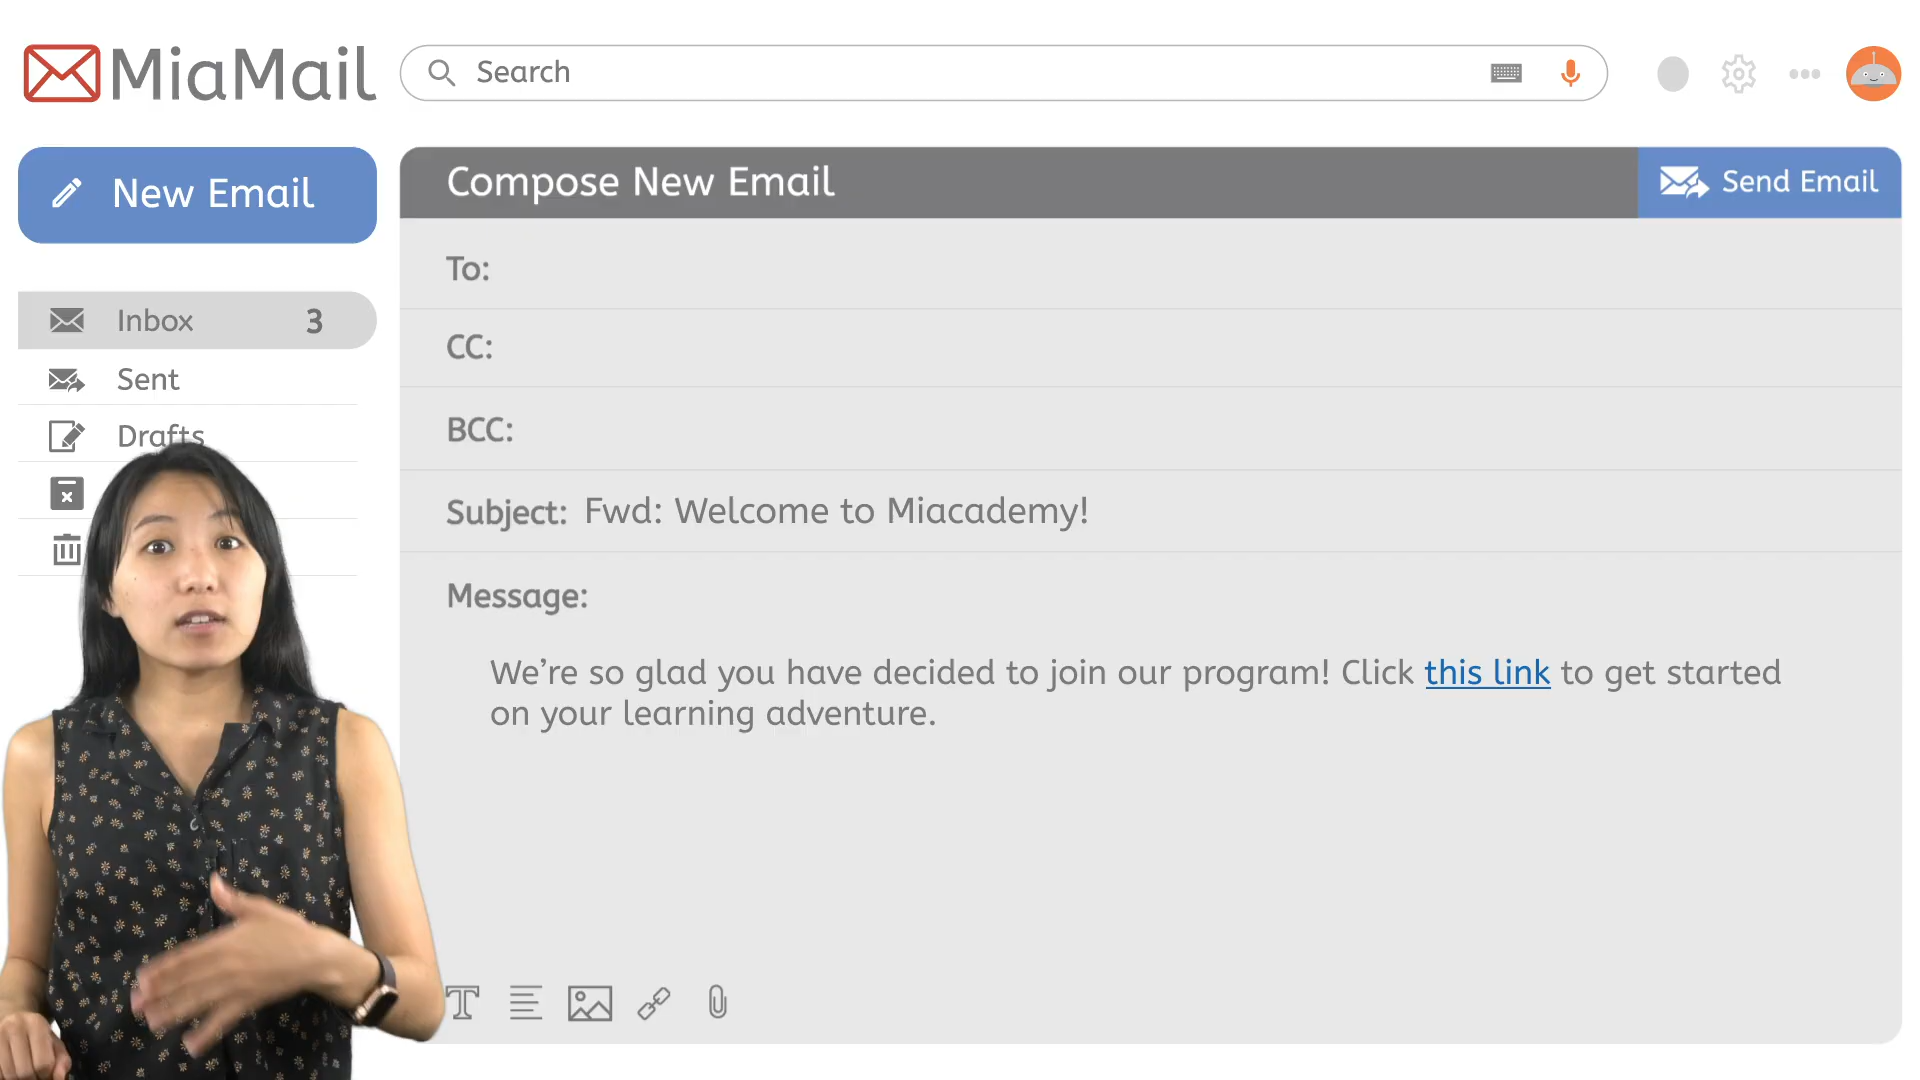 MiaMail
Search
New Email
Compose New Email
Send Email
To:
Inbox 3
CC:
Sent
BCC:
Drafts
Subject: Fwd: Welcome to Miacademy!
Message:
We’re so glad you have decided to join our program! Click this link to get started
on your learning adventure.